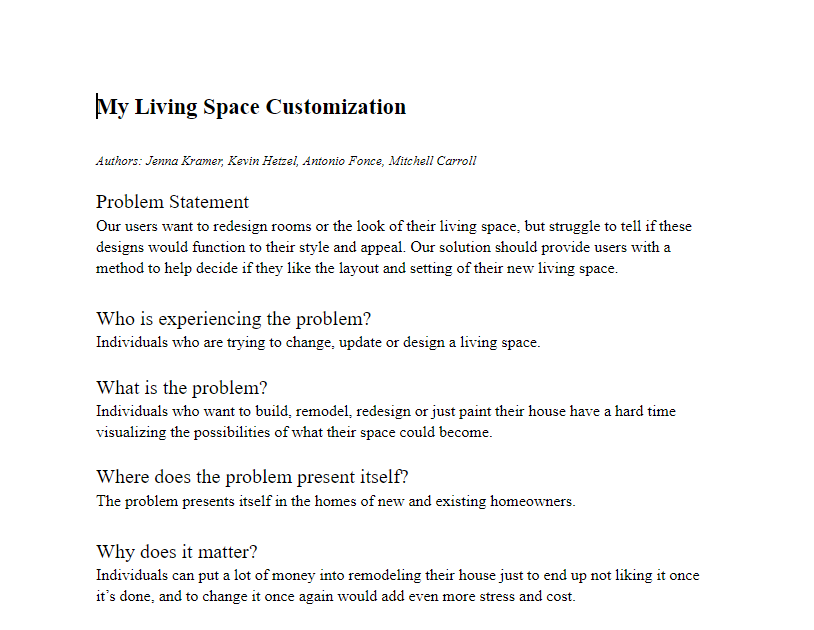 My Living Space Customization
Authors: Jenna Kramer, Kevin Hetzel, Antonio Fonce, Mitchell Carroll
Problem Statement
Our users want to redesign rooms or the look of their living space, but struggle to tell if these
designs would function to their style and appeal. Our solution should provide users with a
method to help decide if they like the layout and setting of their new living space.
Who is experiencing the problem?
Individuals who are trying to change, update or design a living space.
What is the problem?
Individuals who want to build, remodel, redesign or just paint their house have a hard time
visualizing the possibilities of what their space could become.
Where does the problem present itself?
The problem presents itself in the homes of new and existing homeowners.
Why does it matter?
Individuals can put a lot of money into remodeling their house just to end up not liking it once
it’s done, and to change it once again would add even more stress and cost.